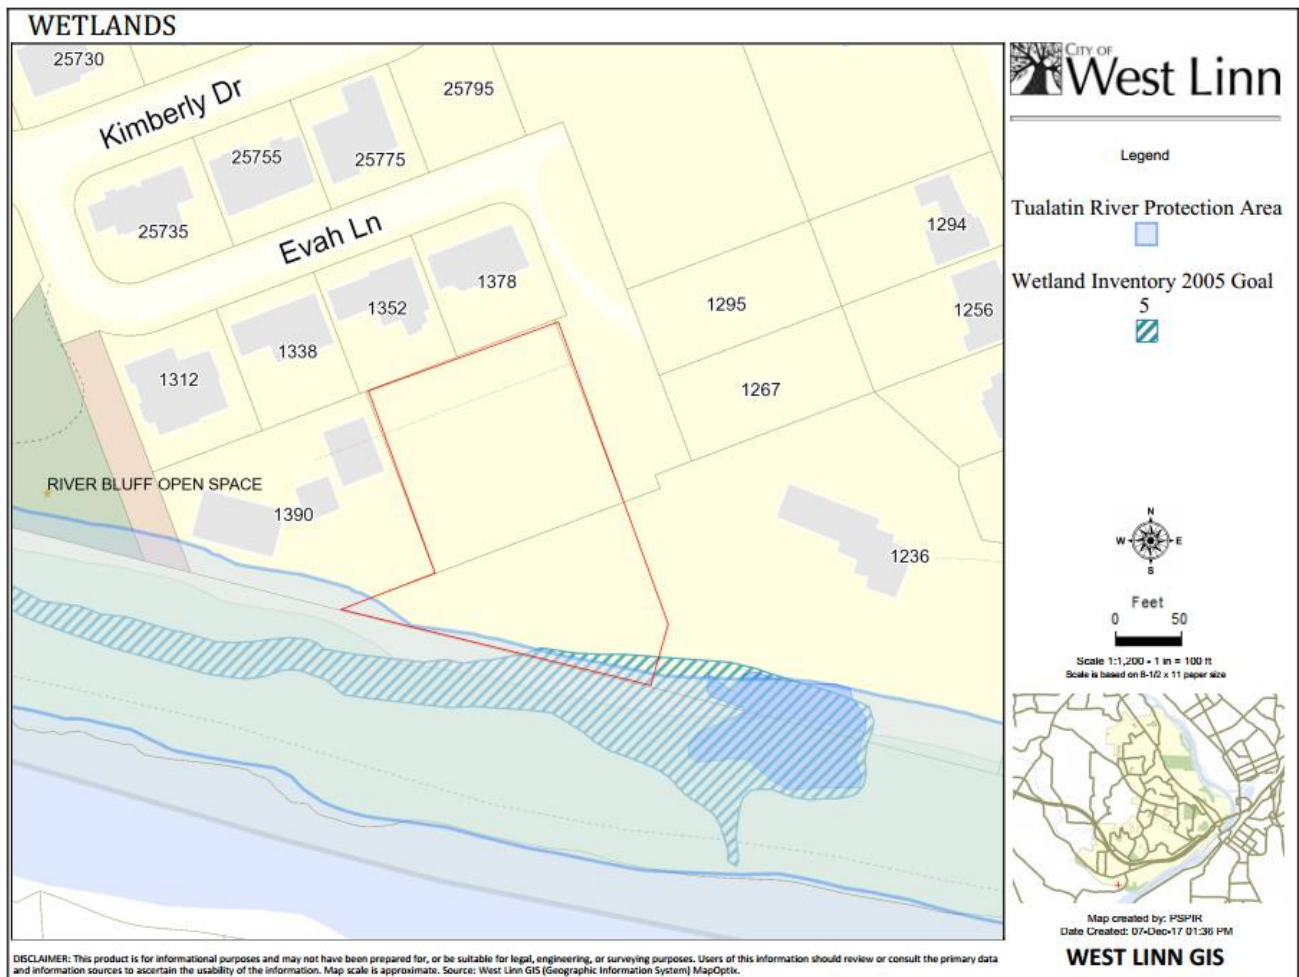 WETLANDS
25730
Kimberly Dr
25795
25755
25775
25735
Evah Ln
1294
1378
1352
1295
1256
1338
1312
1267
RIVER BLUFF OPEN SPACE
1390
1236
CITY OF
West Linn
Legend
Tualatin River Protection Area
Wetland Inventory 2005 Goal
5
N
W E
S
Feet
0 50
Scale 1:1,200 - 1 in = 100 ft
Scale is based on 8-1/2 x 11 paper size
Map created by: PSPIR
Date Created: 07-Dec-17 01:36 PM
WEST LINN GIS
DISCLAIMER: This product is for informational purposes and may not have been prepared for, or be suitable for legal, engineering, or surveying purposes. Users of this information should review or consult the primary data
and information sources to ascertain the usability of the information. Map scale is approximate. Source: West Linn GIS (Geographic Information System) MapOptix.